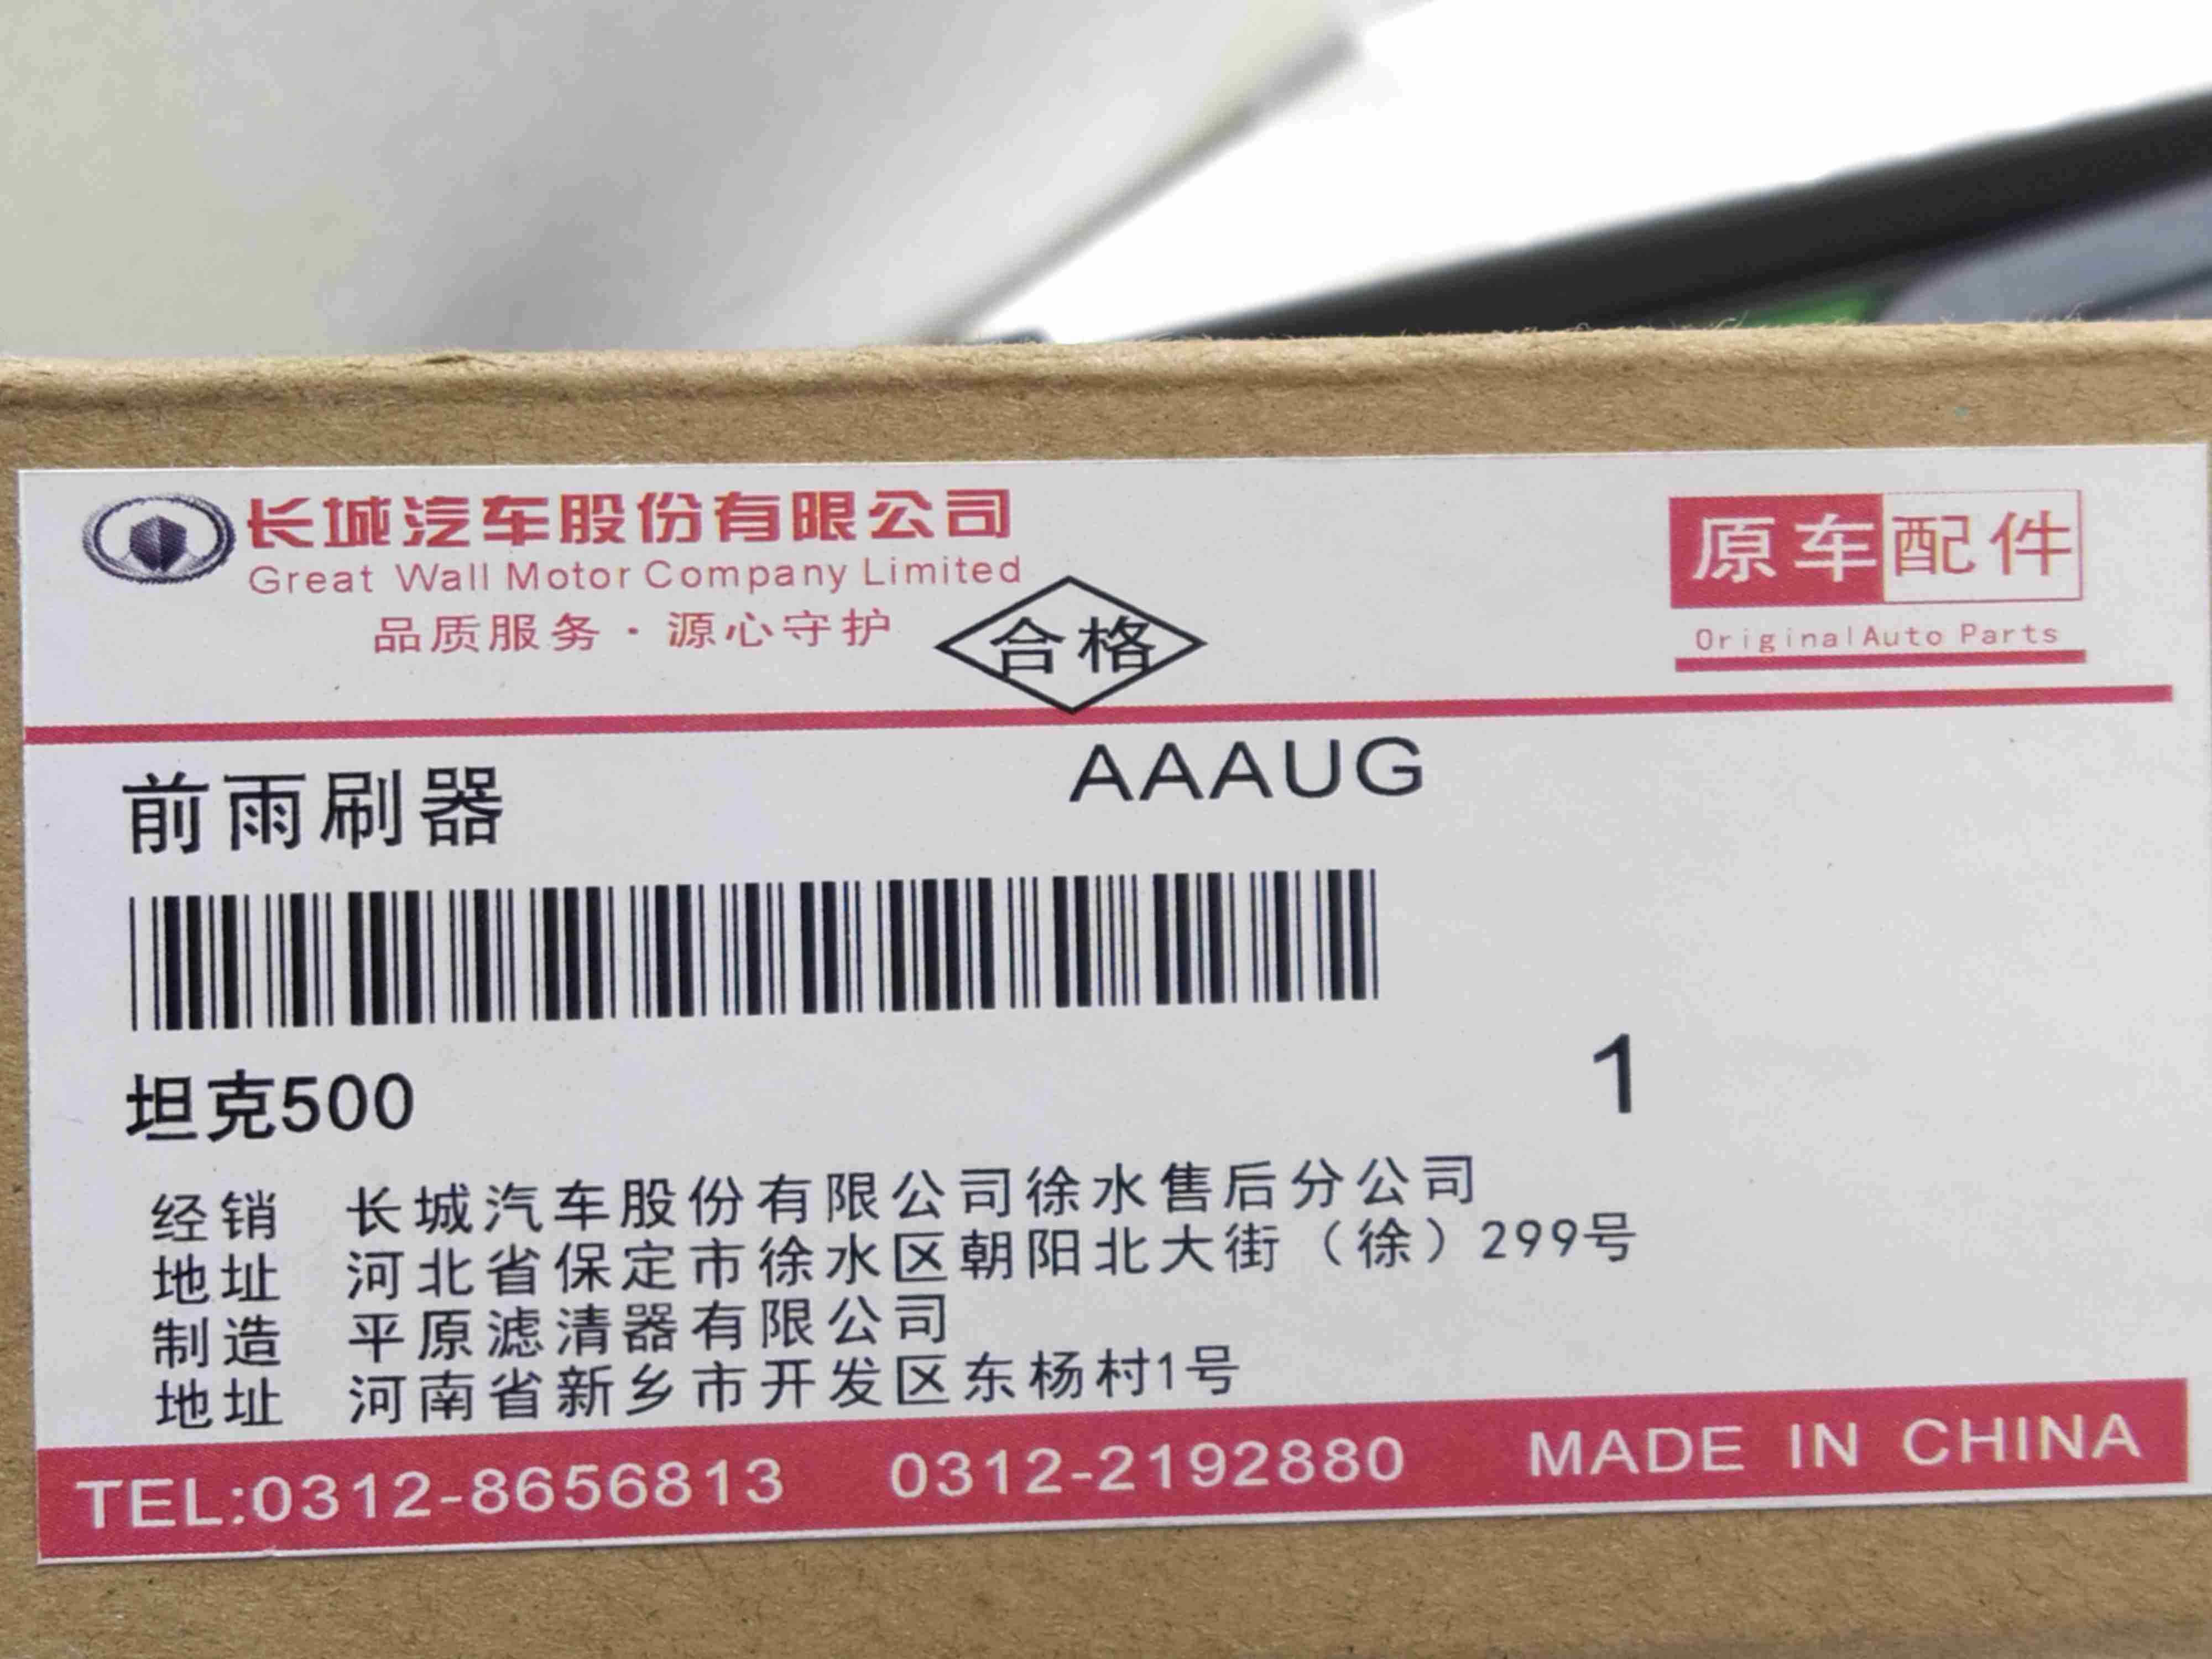 长城汽车股份有限公司
Great Wall Motor Company Limited
品质服务·源心守护
合格
原车配件
Original Auto Parts
前雨刷器
AAAUG
坦克500
1
经销 长城汽车股份有限公司徐水售后分公司
地址 河北省保定市徐水区朝阳北大街（徐）299号
制造 平原滤清器有限公司
地址 河南省新乡市开发区东杨村1号
TEL:0312-8656813 0312-2192880 MADE IN CHINA